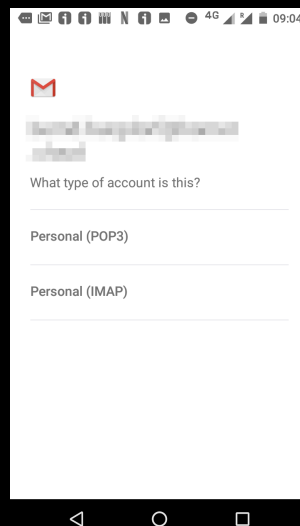 4G R 09:04
What type of account is this?
Personal (POP3)
Personal (IMAP)